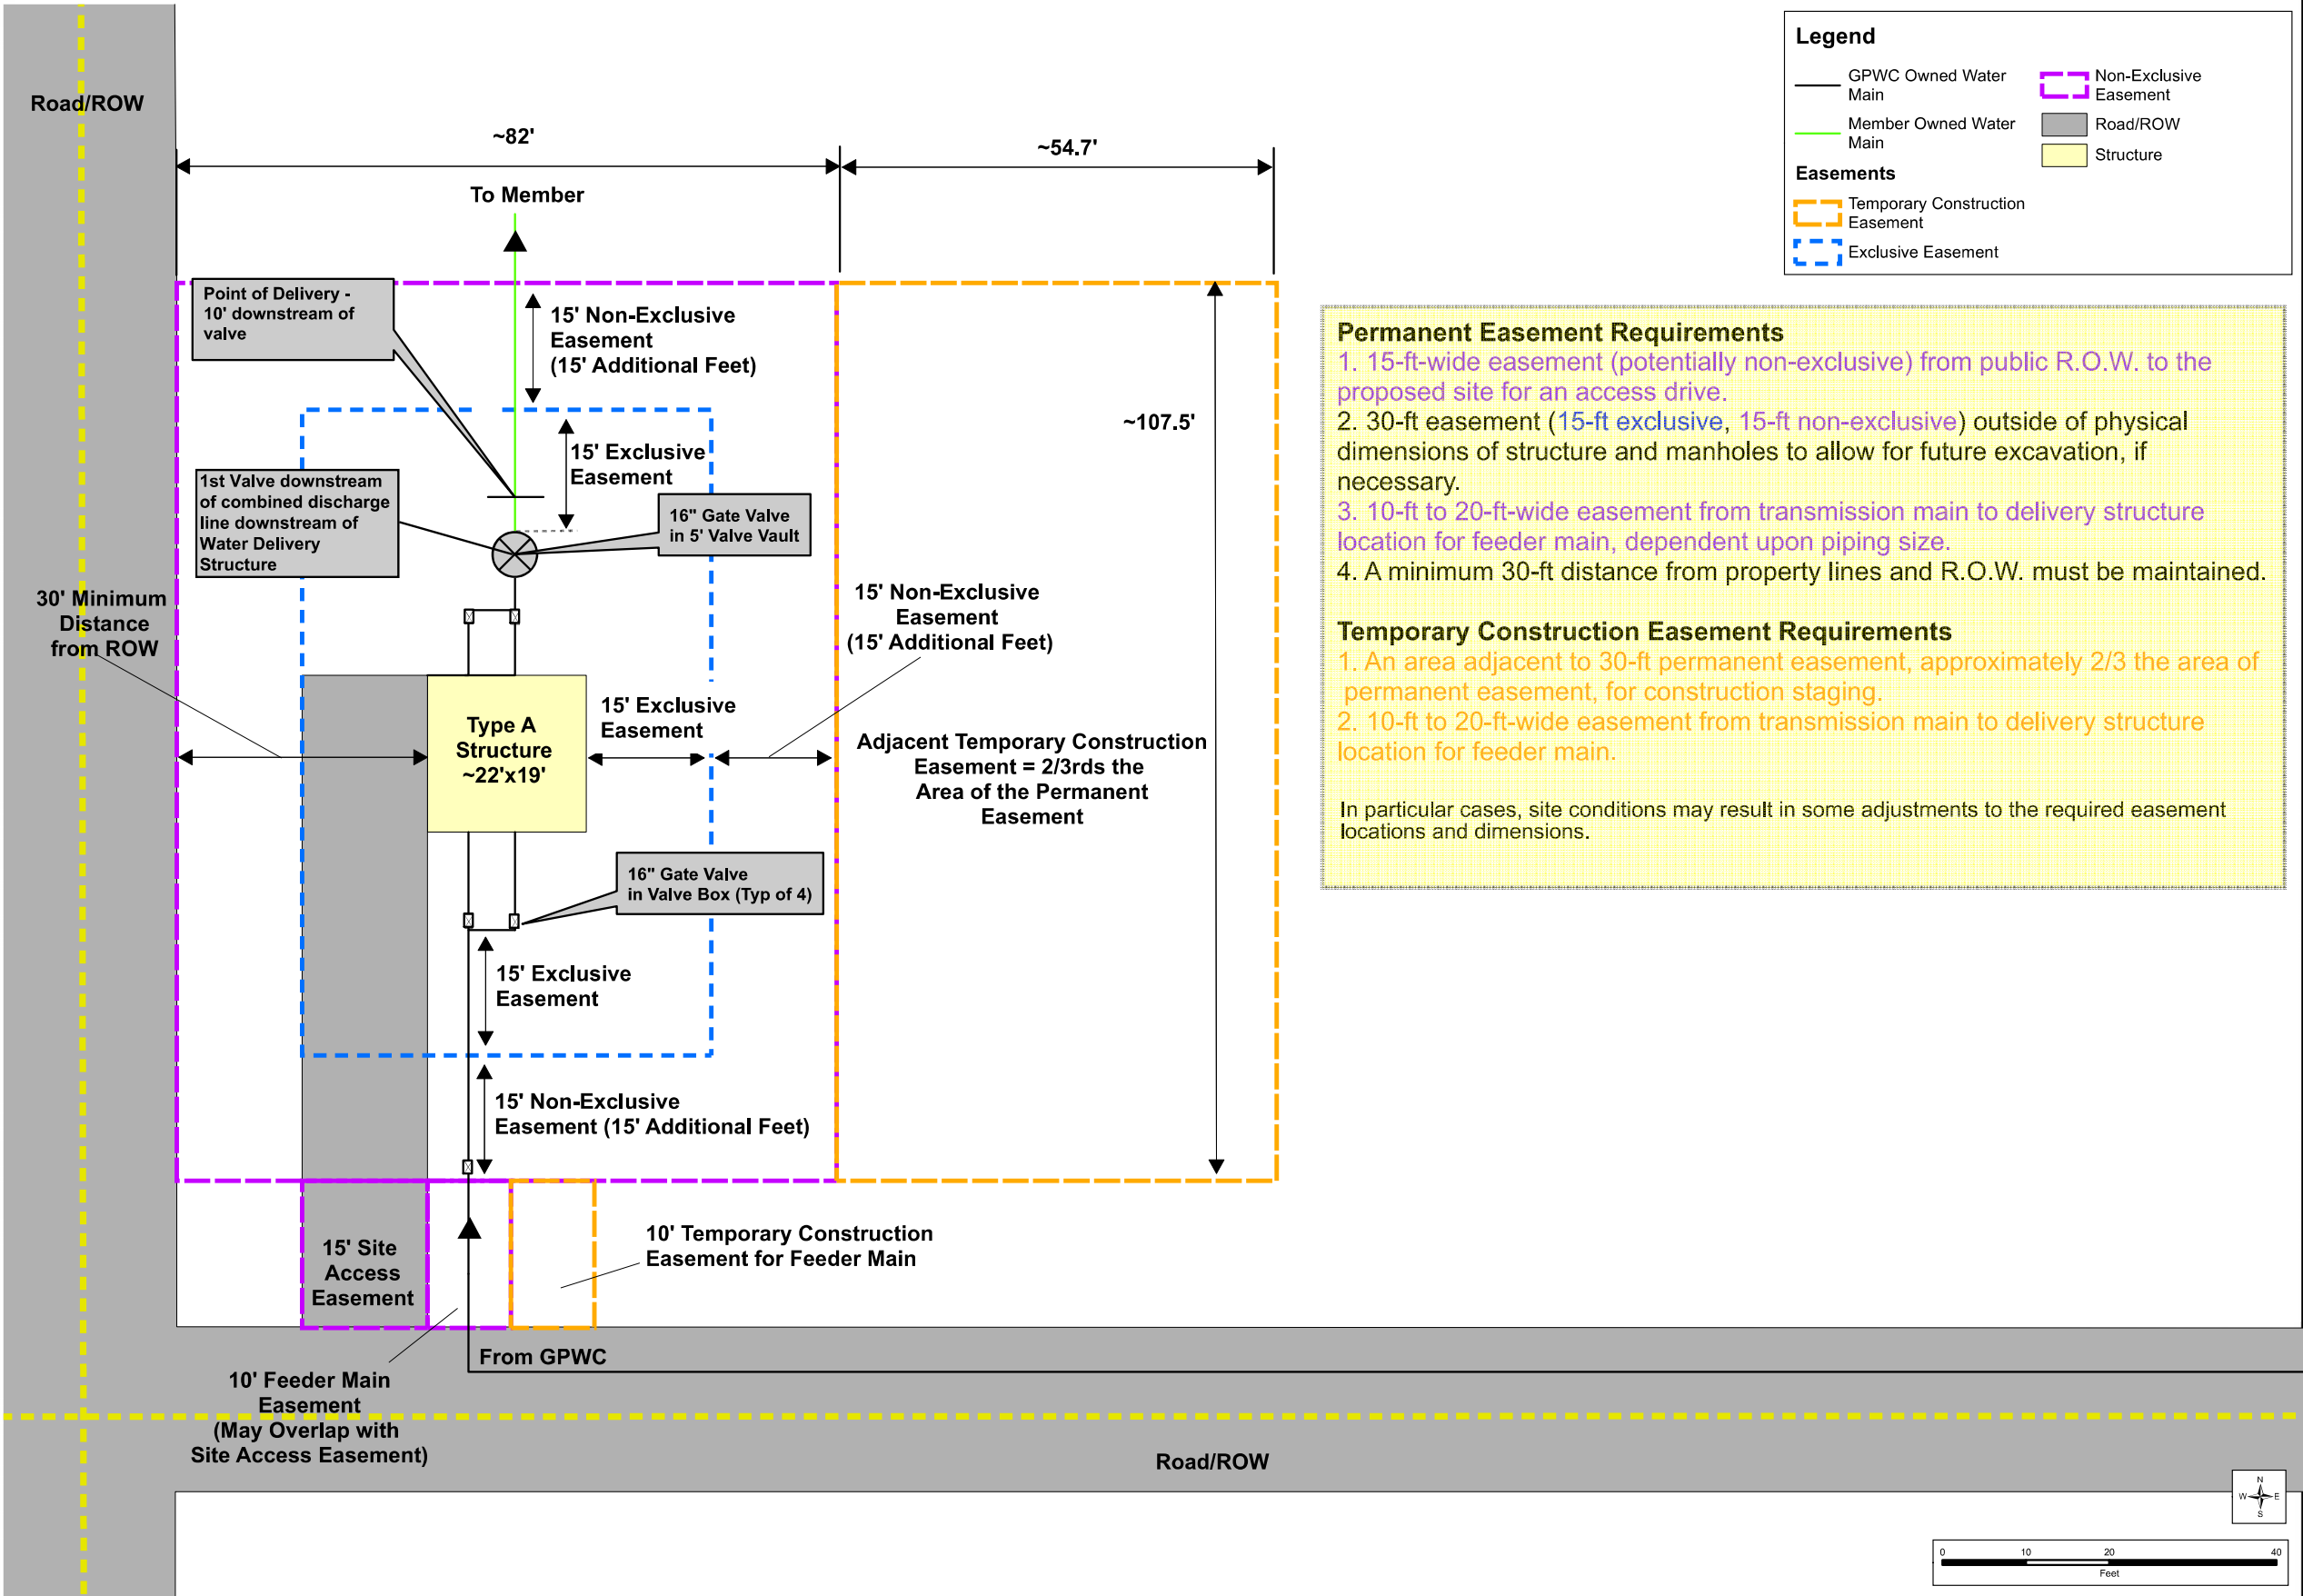 Legend
GPWC Owned Water
Main
Member Owned Water
Main
Easements
Temporary Construction
Easement
Exclusive Easement
Non-Exclusive
Easement
Road/ROW
Structure
Road/ROW
~82'
~54.7'
To Member
Point of Delivery -
10' downstream of
valve
15' Non-Exclusive
Easement
(15' Additional Feet)
~107.5'
15' Exclusive
Easement
1st Valve downstream
of combined discharge
line downstream of
Water Delivery
Structure
16" Gate Valve
in 5' Valve Vault
30' Minimum
Distance
from ROW
15' Non-Exclusive
Easement
(15' Additional Feet)
Type A
Structure
~22'x19'
15' Exclusive
Easement
Adjacent Temporary Construction
Easement = 2/3rds the
Area of the Permanent
Easement
16" Gate Valve
in Valve Box (Typ of 4)
15' Exclusive
Easement
15' Non-Exclusive
Easement (15' Additional Feet)
15' Site
Access
Easement
10' Temporary Construction
Easement for Feeder Main
From GPWC
10' Feeder Main
Easement
(May Overlap with
Site Access Easement)
Road/ROW
Permanent Easement Requirements
1. 15-ft-wide easement (potentially non-exclusive) from public R.O.W. to the
proposed site for an access drive.
2. 30-ft easement (15-ft exclusive, 15-ft non-exclusive) outside of physical
dimensions of structure and manholes to allow for future excavation, if
necessary.
3. 10-ft to 20-ft-wide easement from transmission main to delivery structure
location for feeder main, dependent upon piping size.
4. A minimum 30-ft distance from property lines and R.O.W. must be maintained.
Temporary Construction Easement Requirements
1. An area adjacent to 30-ft permanent easement, approximately 2/3 the area of
permanent easement, for construction staging.
2. 10-ft to 20-ft-wide easement from transmission main to delivery structure
location for feeder main.
In particular cases, site conditions may result in some adjustments to the required easement
locations and dimensions.
N
W E
S
0 10 20 40
Feet